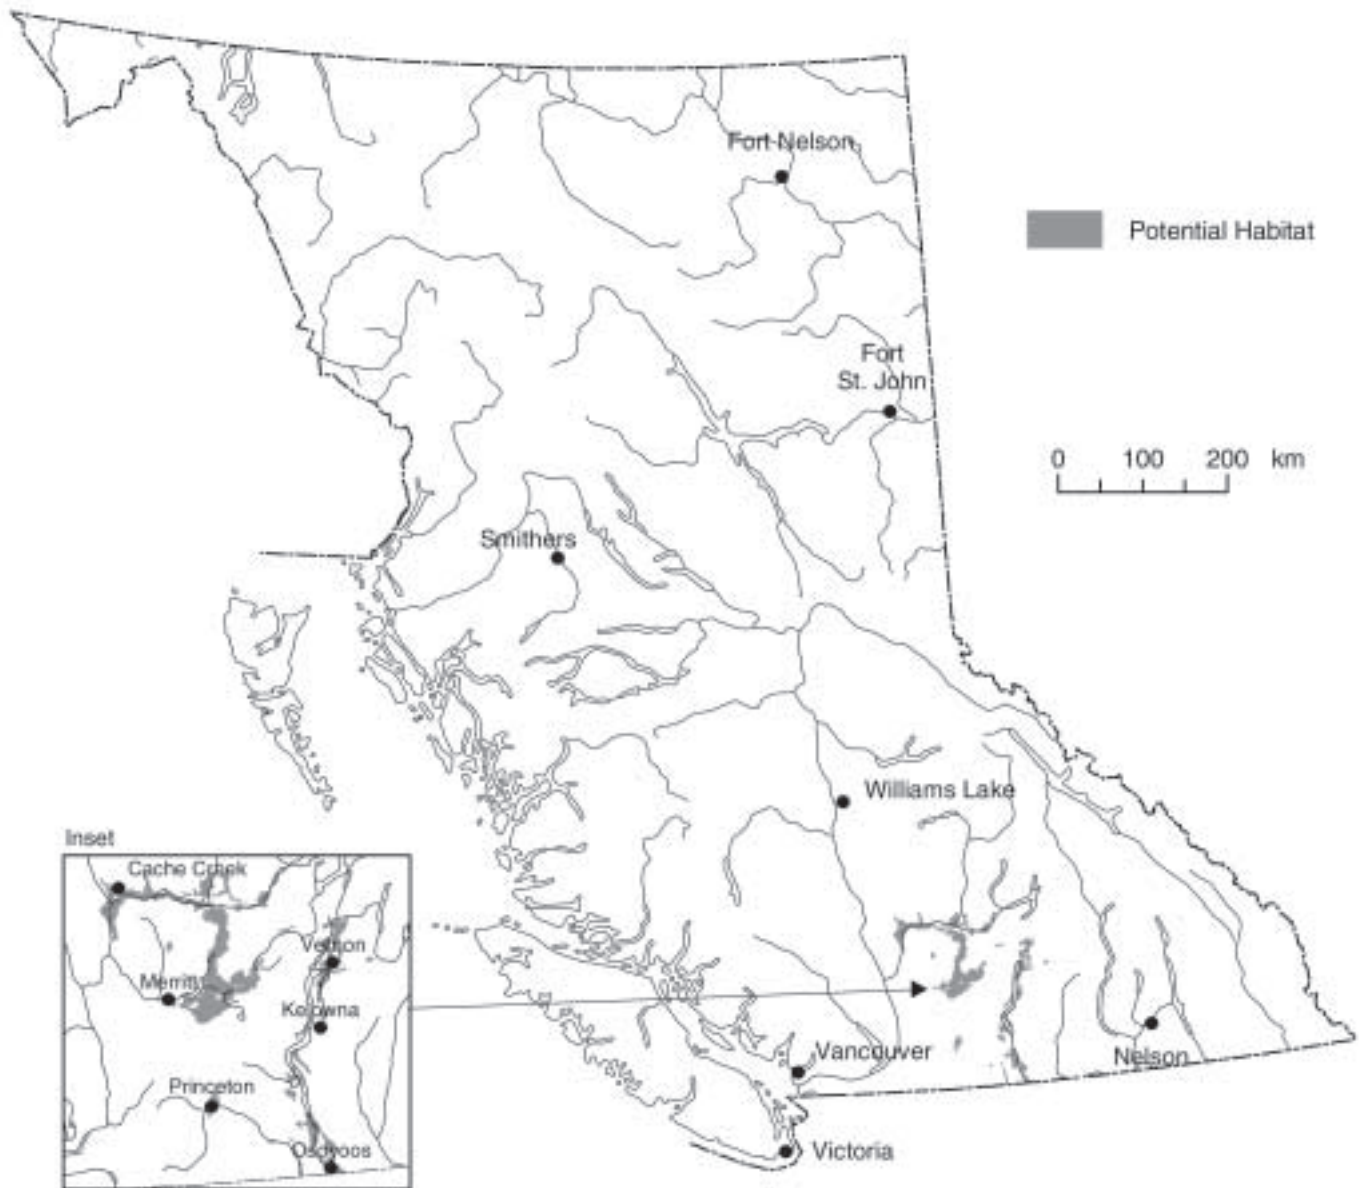 Fort Nelson
Potential Habitat
Fort
St. John
0 100 200 km
Smithers
Williams Lake
Inset
Cache Creek
Vernon
Merritt
Kelowna
Princeton
Osoyoos
Vancouver
Nelson
Victoria